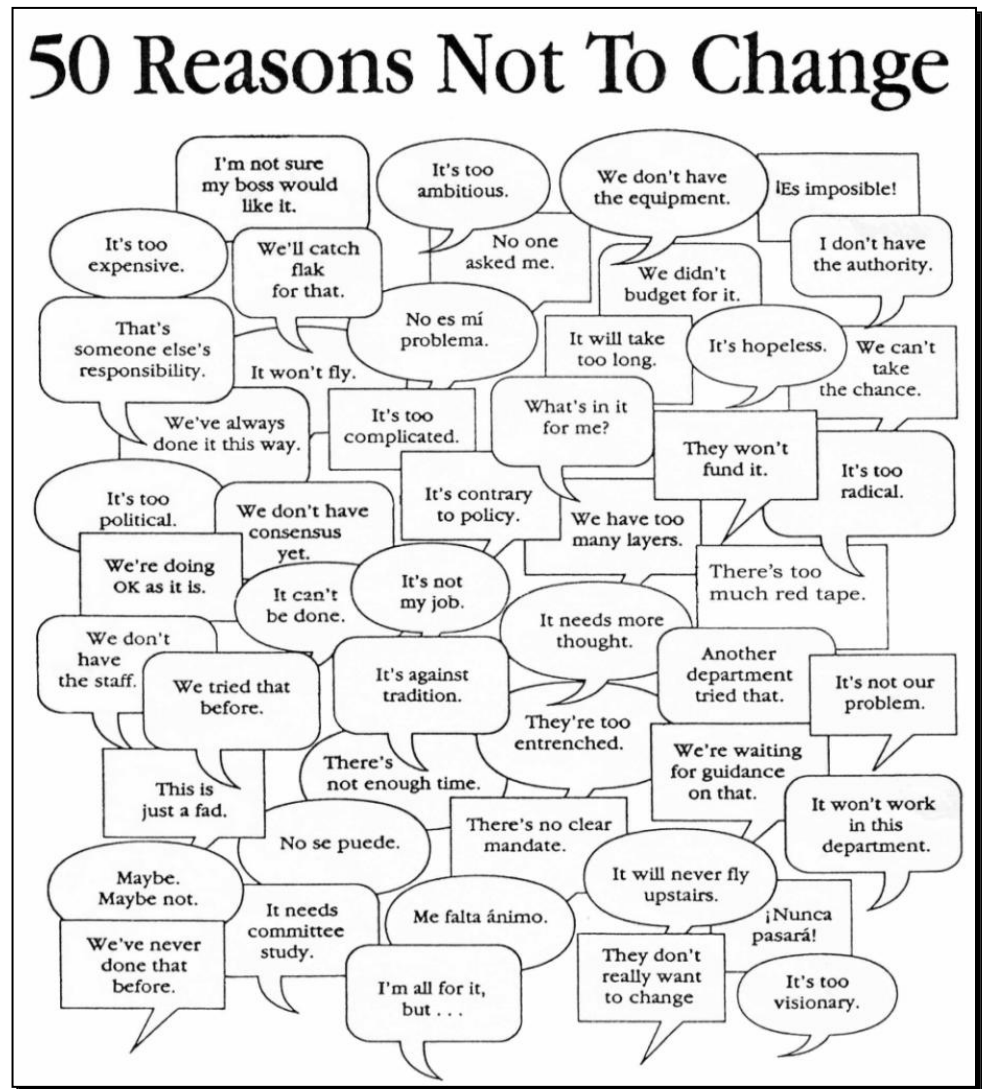 50 Reasons Not To Change
I'm not sure
my boss would
like it.
It's too
ambitious.
We don't have
the equipment.
¡Es imposible!
It's too
expensive.
We'll catch
flak
for that.
No one
asked me.
We didn't
budget for it.
I don't have
the authority.
That's
someone else's
responsibility.
It won't fly.
No es mí
problema.
It will take
too long.
It's hopeless.
We can't
take
the chance.
We've always
done it this way.
It's too
complicated.
What's in it
for me?
They won't
fund it.
It's too
radical.
It's too
political.
We don't have
consensus
yet.
It's contrary
to policy.
We have too
many layers.
We're doing
OK as it is.
It can't
be done.
It's not
my job.
There's too
much red tape.
It needs more
thought.
We don't
have
the staff.
We tried that
before.
It's against
tradition.
Another
department
tried that.
It's not our
problem.
They're too
entrenched.
There's
not enough time.
We're waiting
for guidance
on that.
This is
just a fad.
No se puede.
There's no clear
mandate.
It won't work
in this
department.
Maybe.
Maybe not.
It needs
committee
study.
Me falta ánimo.
It will never fly
upstairs.
¡Nunca
pasará!
We've never
done that
before.
I'm all for it,
but . . .
They don't
really want
to change
It's too
visionary.